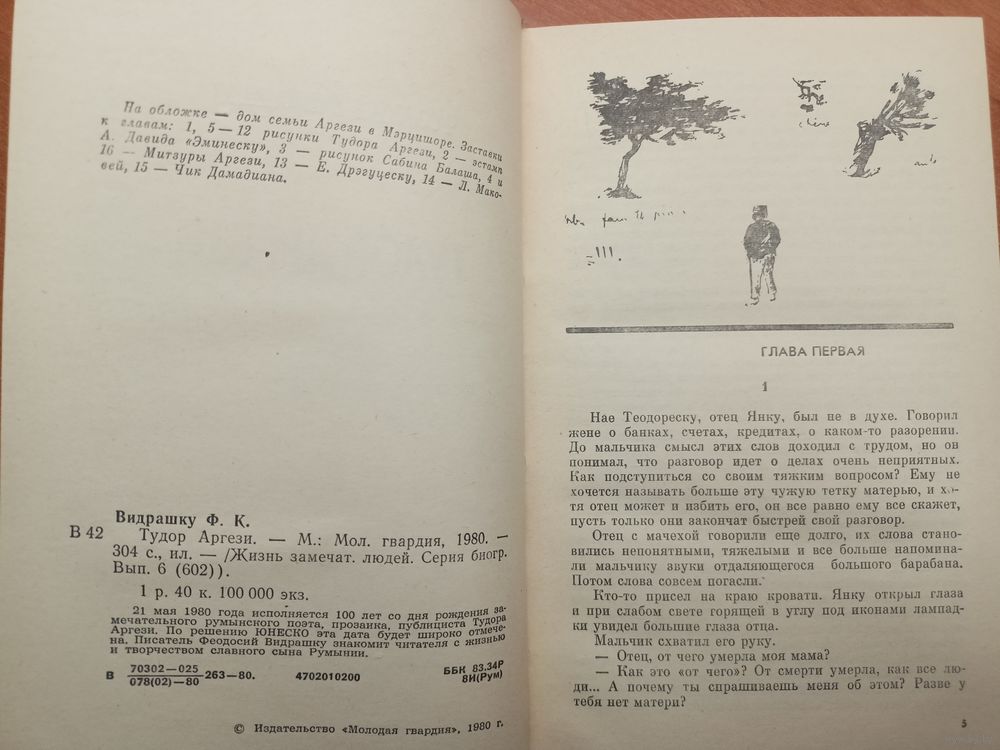 На обложке — дом семьи Аргези в Мэрцишоре. Заставки
к главам: 1, 5—12 рисунки Тудора Аргези, 2 — эстамп
А. Давида «Эминеску», 3 — рисунок Сабина Балаша, 4 и
16 — Митзуры Аргези, 13 — Е. Дрэгуцеску, 14 — Л. Мако-
вей, 15 — Чик Дамадиана.
Видрашку Ф. К.
В 42
Тудор Аргези. — М.: Мол. гвардия, 1980. —
304 с., ил. — /Жизнь замечат. людей. Серия биогр.
Вып. 6 (602)).
1 р. 40 к. 100 000 экз.
21 мая 1980 года исполняется 100 лет со дня рождения за-
мечательного румынского поэта, прозаика, публициста Тудора
Аргези. По решению ЮНЕСКО эта дата будет широко отмече-
на. Писатель Феодосий Видрашку знакомит читателя с жизнью
и творчеством славного сына Румынии.
В 70302—025
078(02)—80 263—80. 4702010200
ББК 83.34Р
8И(Рум)
© Издательство «Молодая гвардия», 1980 г.
ГЛАВА ПЕРВАЯ
1
Нае Теодореску, отец Янку, был не в духе. Говорил
жене о банках, счетах, кредитах, о каком-то разорении.
До мальчика смысл этих слов доходил с трудом, но он
понимал, что разговор идет о делах очень неприятных.
Как подступиться со своим тяжким вопросом? Ему не
хочется называть больше эту чужую тетку матерью, и хо-
тя отец может и избить его, он все равно ему все скажет,
пусть только они закончат быстрей свой разговор.
Отец с мачехой говорили еще долго, их слова стано-
вились непонятными, тяжелыми и все больше напомина-
ли мальчику звуки отдаляющегося большого барабана.
Потом слова совсем погасли.
Кто-то присел на краю кровати. Янку открыл глаза
и при слабом свете горящей в углу под иконами лампад-
ки увидел большие глаза отца.
Мальчик схватил его руку.
— Отец, от чего умерла моя мама?
— Как это «от чего»? От смерти умерла, как все лю-
ди... А почему ты спрашиваешь меня об этом? Разве у
тебя нет матери?
5